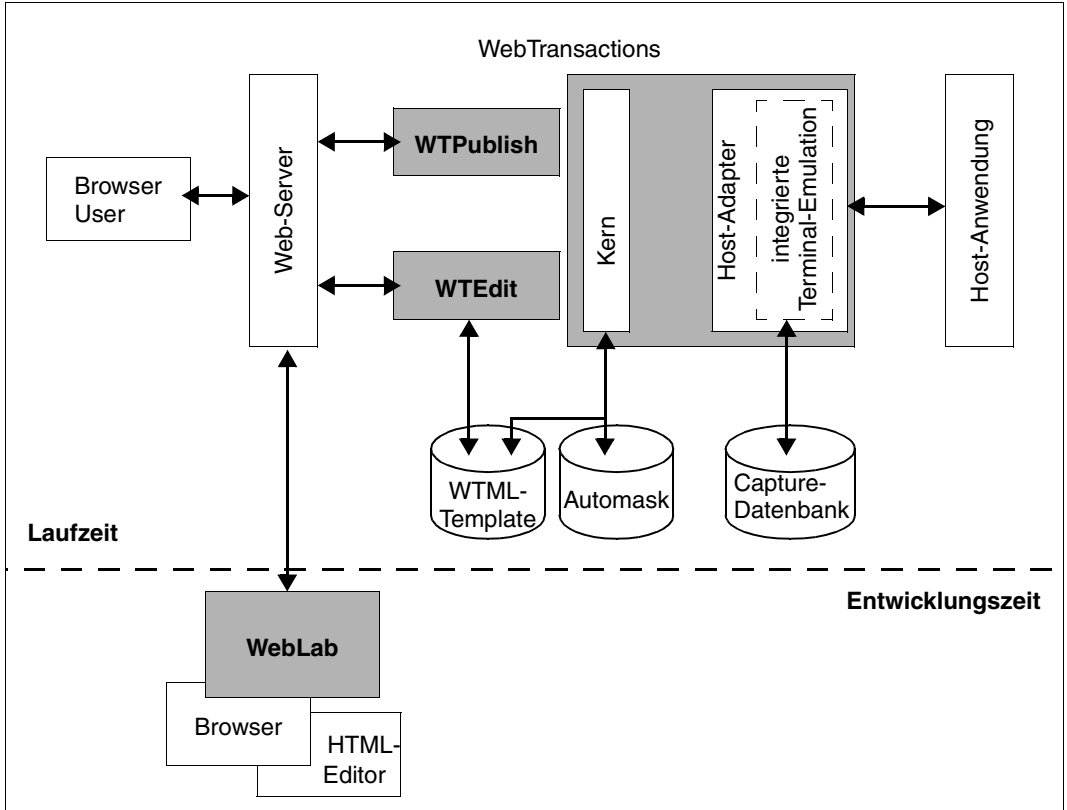 WebTransactions
WTPublish
Browser
User
Web-Server
WTEdit
Kern
Host-Adapter
integrierte
Terminal-Emulation
Host-Anwendung
WTML-
Template
Automask
Capture-
Datenbank
Laufzeit
Entwicklungszeit
WebLab
Browser
HTML-
Editor